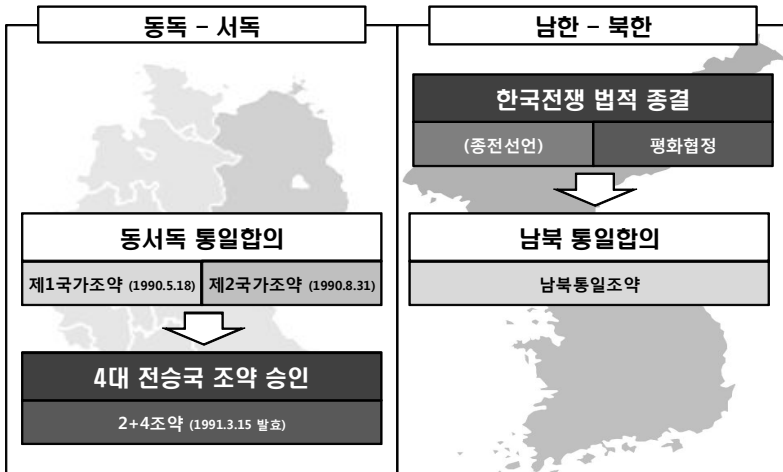 동독 – 서독
동서독 통일합의
제1국가조약 (1990.5.18) 제2국가조약 (1990.8.31)
4대 전승국 조약 승인
2+4조약 (1991.3.15 발효)
남한 – 북한
한국전쟁 법적 종결
(종전선언) 평화협정
남북 통일합의
남북통일조약